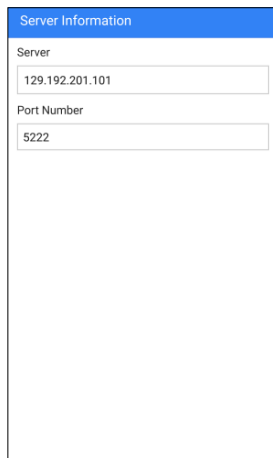 Server Information
Server
129.192.201.101
Port Number
5222